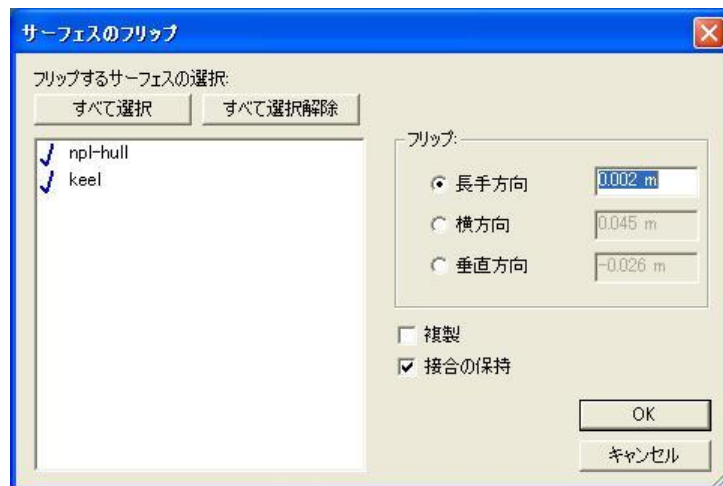 サーフェスのフリップ
フリップするサーフェスの選択:
すべて選択 すべて選択解除
npl-hull
keel
フリップ:
長手方向 0.002 m
横方向 0.045 m
垂直方向 -0.026 m
複製
接合の保持
OK
キャンセル